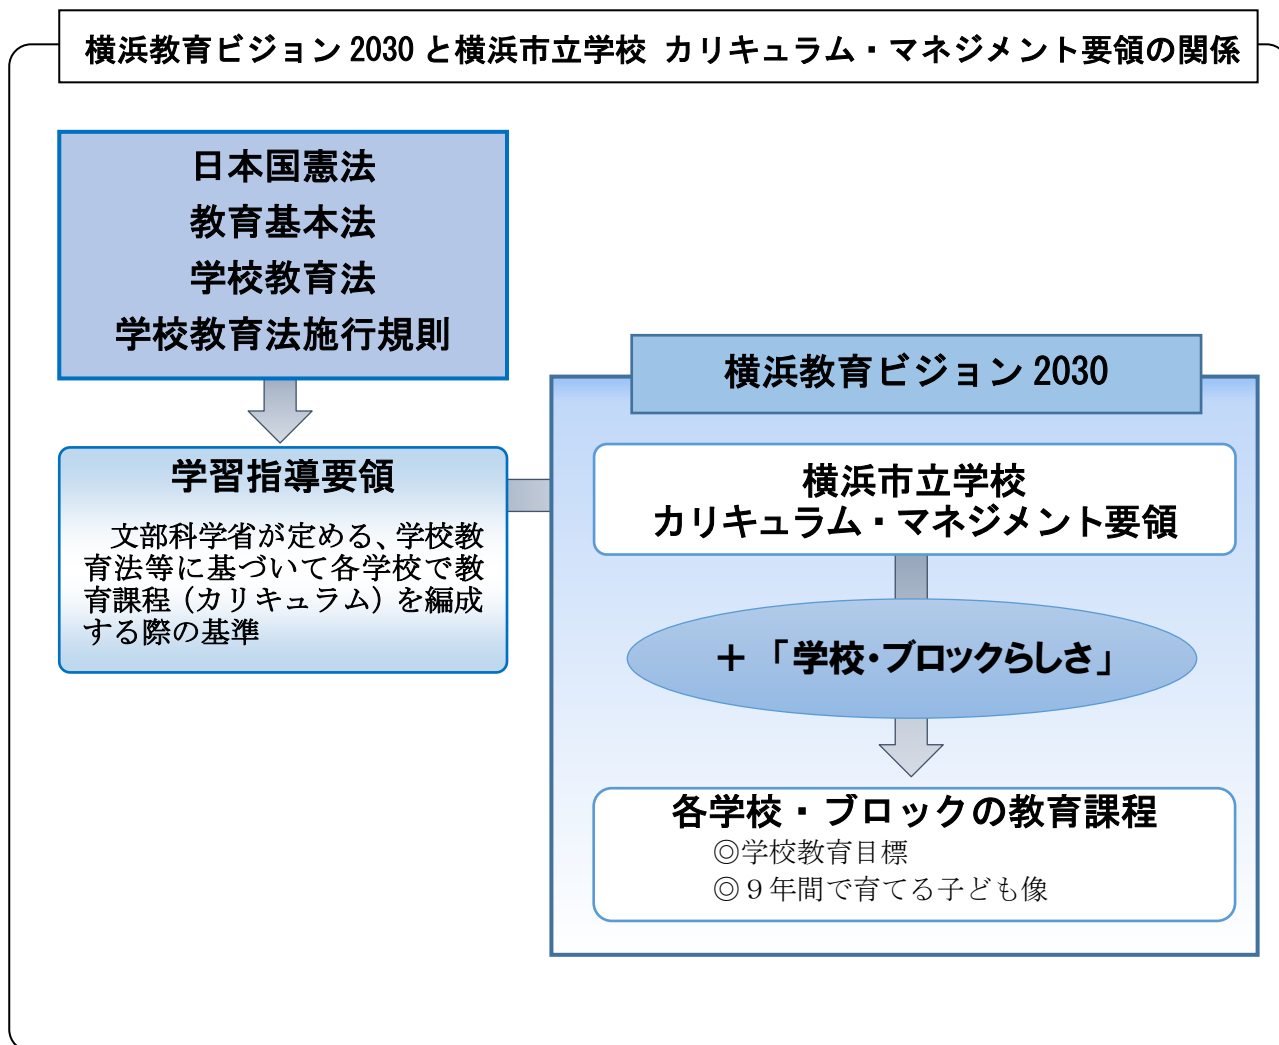 横浜教育ビジョン 2030 と横浜市立学校 カリキュラム・マネジメント要領の関係
日本国憲法
教育基本法
学校教育法
学校教育法施行規則
学習指導要領
文部科学省が定める、学校教
育法等に基づいて各学校で教
育課程（カリキュラム）を編成
する際の基準
横浜教育ビジョン 2030
横浜市立学校
カリキュラム・マネジメント要領
＋「学校・ブロックらしさ」
各学校・ブロックの教育課程
◎学校教育目標
◎９年間で育てる子ども像